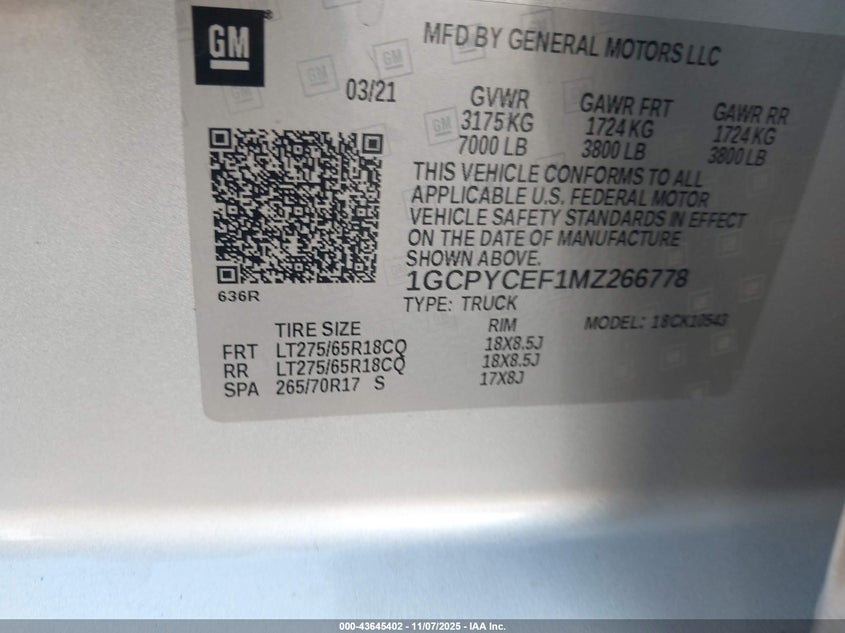 GM
MFD BY GENERAL MOTORS LLC
03/21
GVWR GAWR FRT GAWR RR
3175 KG 1724 KG 1724 KG
7000 LB 3800 LB 3800 LB
THIS VEHICLE CONFORMS TO ALL
APPLICABLE U.S. FEDERAL MOTOR
VEHICLE SAFETY STANDARDS IN EFFECT
ON THE DATE OF MANUFACTURE
SHOWN ABOVE.
636R
1GCPYCEF1MZ266778
TYPE: TRUCK
MODEL: 18CK10543
TIRE SIZE RIM
FRT LT275/65R18CQ 18X8.5J
RR LT275/65R18CQ 18X8.5J
SPA 265/70R17 S 17X8J
000-43645402 - 11/07/2025 - IAA Inc.